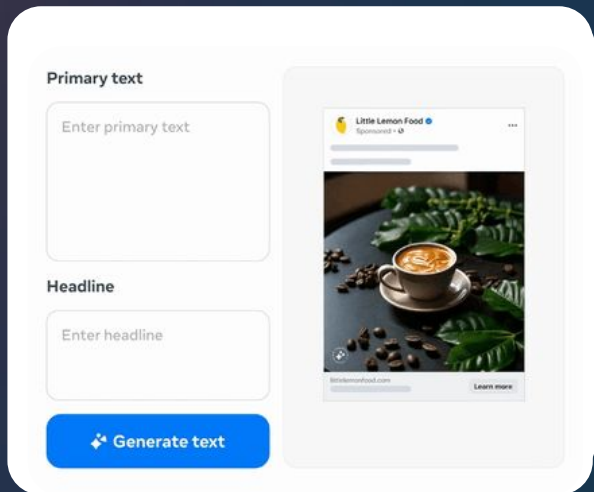 Primary text
Enter primary text
Headline
Enter headline
Generate text
Little Lemon Food
Sponsored •
littlelemonfood.com
Learn more